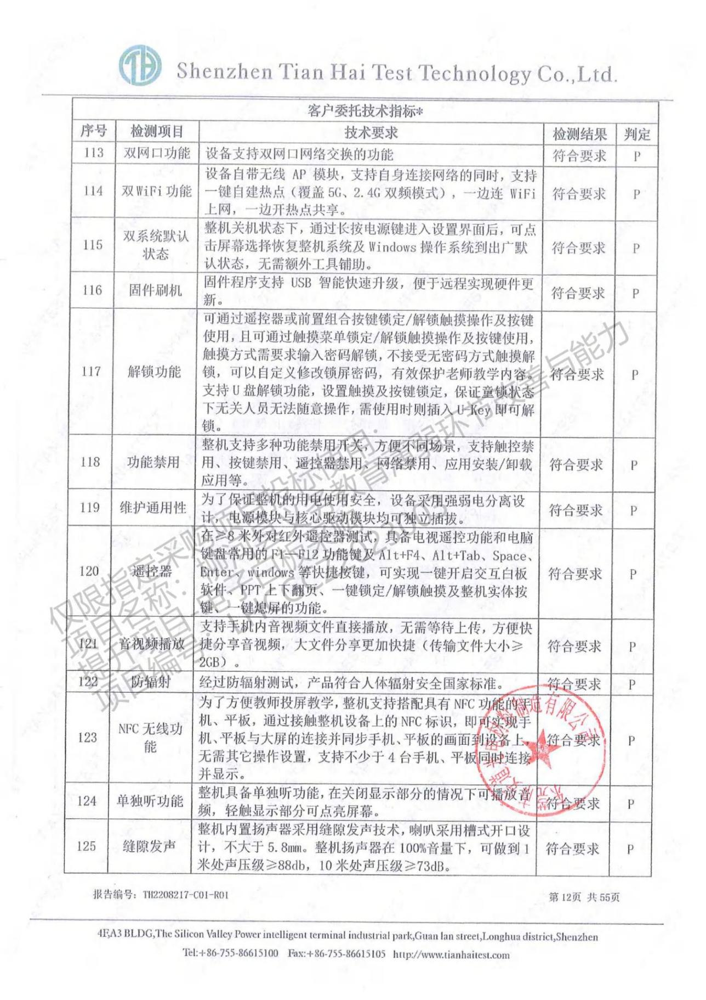 TH
Shenzhen Tian Hai Test Technology Co.,Ltd.
客户委托技术指标*
序号 检测项目 技术要求 检测结果 判定
113 双网口功能 设备支持双网口网络交换的功能 符合要求 P
设备自带无线 AP 模块，支持自身连接网络的同时，支持
114 双WiFi功能 一键自建热点（覆盖 5G、2.4G 双频模式），一边连 WiFi 符合要求 P
上网，一边开热点共享。
整机关机状态下，通过长按电源键进入设置界面后，可点
115 双系统默认状态 击屏幕选择恢复整机系统及 Windows 操作系统到出广默 符合要求 P
认状态，无需额外工具铺助。
116 固件刷机 固件程序支持 USB 智能快速升级，便于远程实现硬件更 符合要求 P
新。
可通过遥控器或前置组合按键锁定/解锁触摸操作及按键
使用，且可通过触摸菜单锁定/解锁触摸操作及按键使用，
触摸方式需要求输入密码解锁，不接受无密码方式触摸解
117 解锁功能 锁，可以自定义修改锁屏密码，有效保护老师教学内容。 符合要求 P
支持 U 盘解锁功能，设置触摸及按键锁定，保证童锁状态
下无关人员无法随意操作，需使用时则插入 U-Key 即可解
锁。
整机支持多种功能禁用开关，方便不同场景，支持触控禁
118 功能禁用 用、按键禁用、遥控器禁用、网络禁用、应用安装/卸载 符合要求 P
应用等。
119 维护通用性 为了保证整机的用电使用安全，设备采用强弱电分离设 符合要求 P
计，电源模块与核心驱动模块均可独立插拔。
在≥8 米外对红外遥控器测试，具备电视遥控功能和电脑
键盘常用的 F1—F12 功能键及 Alt+F4、Alt+Tab、Space、
120 遥控器 Enter、windows 等快捷按键，可实现一键开启交互白板 符合要求 P
软件、PPT 上下翻页、一键锁定/解锁触摸及整机实体按
键、一键熄屏的功能。
支持手机内音视频文件直接播放，无需等待上传，方便快
121 音视频播放 捷分享音视频，大文件分享更加快捷（传输文件大小≥ 符合要求 P
2GB）。
122 防辐射 经过防辐射测试，产品符合人体辐射安全国家标准。 符合要求 P
为了方便教师投屏教学，整机支持搭配具有 NFC 功能的手
机、平板，通过接触整机设备上的 NFC 标识，即可实现手
123 NFC 无线功能 机、平板与大屏的连接并同步手机、平板的画面到设备上， 符合要求 P
无需其它操作设置，支持不少于 4 台手机、平板同时连接
并显示。
124 单独听功能 整机具备单独听功能，在关闭显示部分的情况下可播放音 符合要求 P
频，轻触显示部分可点亮屏幕。
整机内置扬声器采用缝隙发声技术，喇叭采用槽式开口设
125 缝隙发声 计，不大于 5.8mm。整机扬声器在 100%音量下，可做到 1 符合要求 P
米处声压级≥88db，10 米处声压级≥73dB。
仅限指定采购项目投标使用：
报告编号：TH2208217-C01-R01 第 12页 共 55页
4F,A3 BLDG,The Silicon Valley Power intelligent terminal industrial park,Guan lan street,Longhua district,Shenzhen
Tel:+86-755-86615100 Fax:+86-755-86615105 http://www.tianhaitest.com